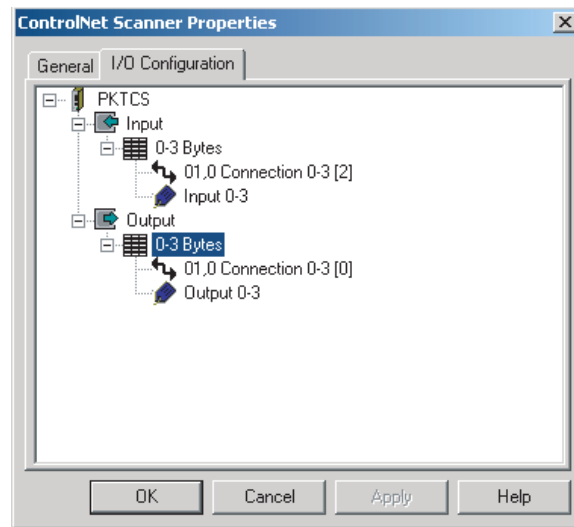 ControlNet Scanner Properties
General
I/O Configuration
PKTCS
Input
0-3 Bytes
01,0 Connection 0-3 [2]
Input 0-3
Output
0-3 Bytes
01,0 Connection 0-3 [0]
Output 0-3
OK
Cancel
Apply
Help